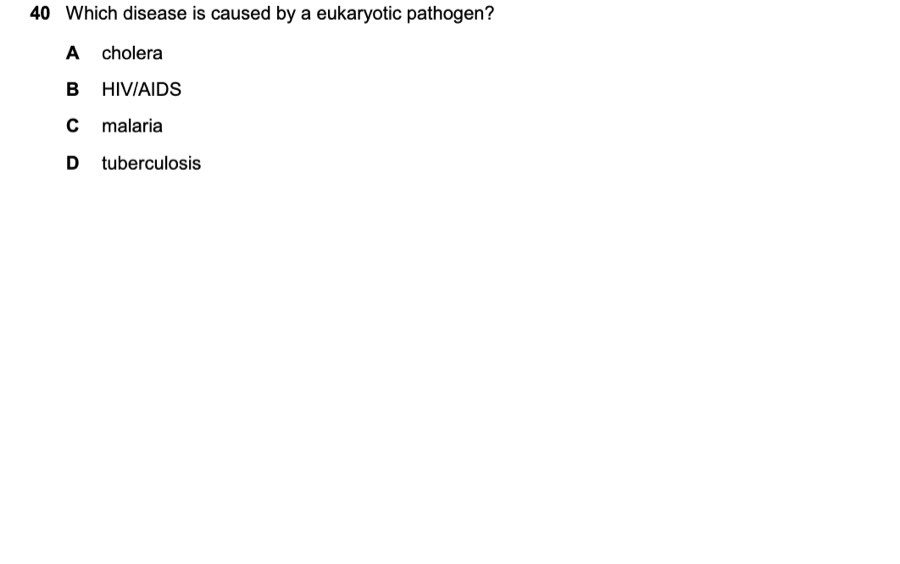 40 Which disease is caused by a eukaryotic pathogen?
A cholera
B HIV/AIDS
C malaria
D tuberculosis